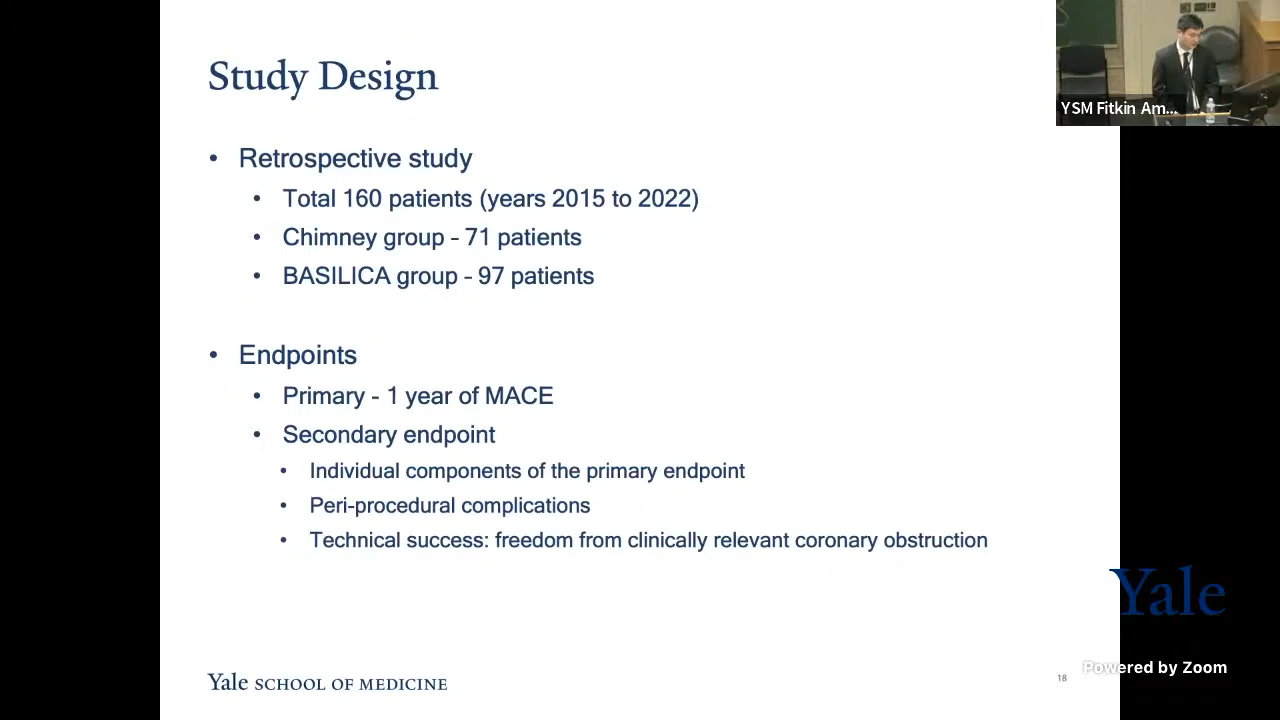 Study Design
YSM Fitkin Am...
• Retrospective study
• Total 160 patients (years 2015 to 2022)
• Chimney group - 71 patients
• BASILICA group - 97 patients
• Endpoints
• Primary - 1 year of MACE
• Secondary endpoint
• Individual components of the primary endpoint
• Peri-procedural complications
• Technical success: freedom from clinically relevant coronary obstruction
Yale
Powered by Zoom
Yale SCHOOL OF MEDICINE
18